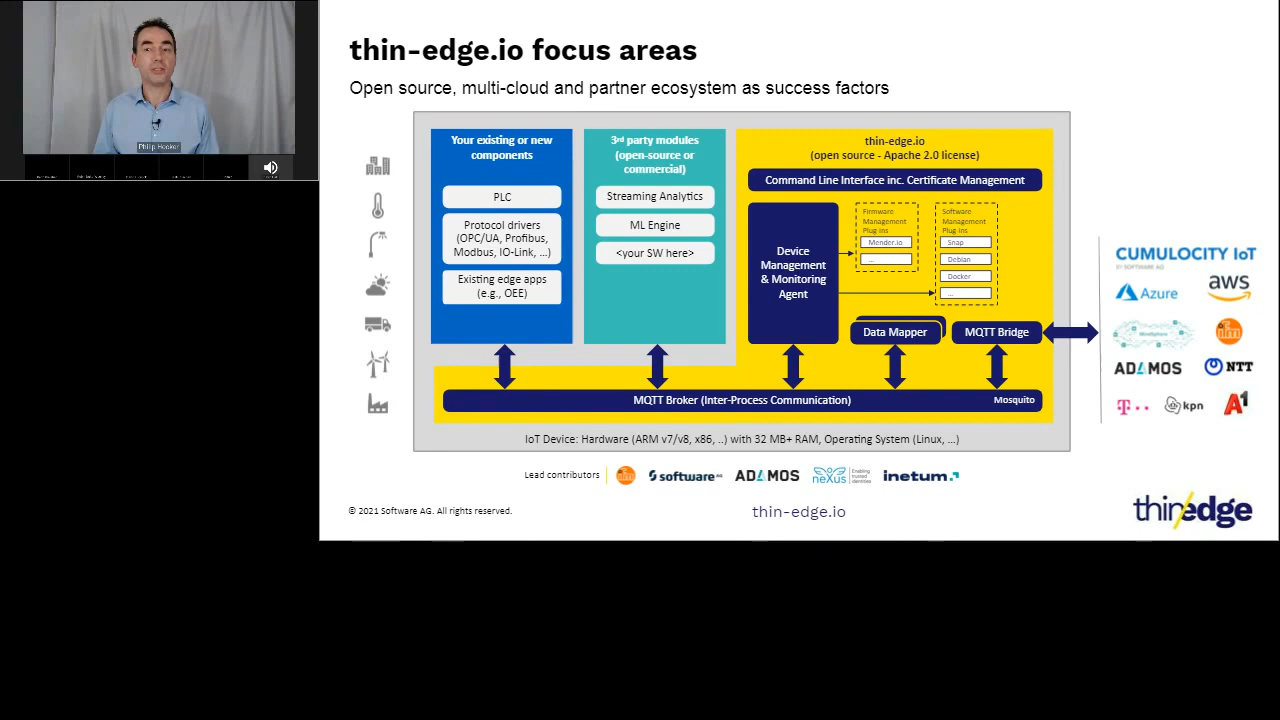 Philip Hooker
thin-edge.io focus areas
Open source, multi-cloud and partner ecosystem as success factors
Your existing or new
components
PLC
Protocol drivers
(OPC/UA, Profibus,
Modbus, IO-Link, ...)
Existing edge apps
(e.g., OEE)
3rd party modules
(open-source or
commercial)
Streaming Analytics
ML Engine
<your SW here>
thin-edge.io
(open source - Apache 2.0 license)
Command Line Interface inc. Certificate Management
Device
Management
& Monitoring
Agent
Firmware
Management
Plug-ins
Mender.io
...
Software
Management
Plug-ins
Snap
Debian
Docker
...
Data Mapper
MQTT Bridge
MQTT Broker (Inter-Process Communication)
Mosquito
IoT Device: Hardware (ARM v7/v8, x86, ..) with 32 MB+ RAM, Operating System (Linux, ...)
CUMULOCITY IoT
BY SOFTWARE AG
Azure
aws
MindSphere
ifm
ADAMOS
NTT
T
kpn
A1
Lead contributors
ifm
software AG
ADAMOS
neXus
Enabling
trusted
identities
inetum.
© 2021 Software AG. All rights reserved.
thin-edge.io
thin/edge